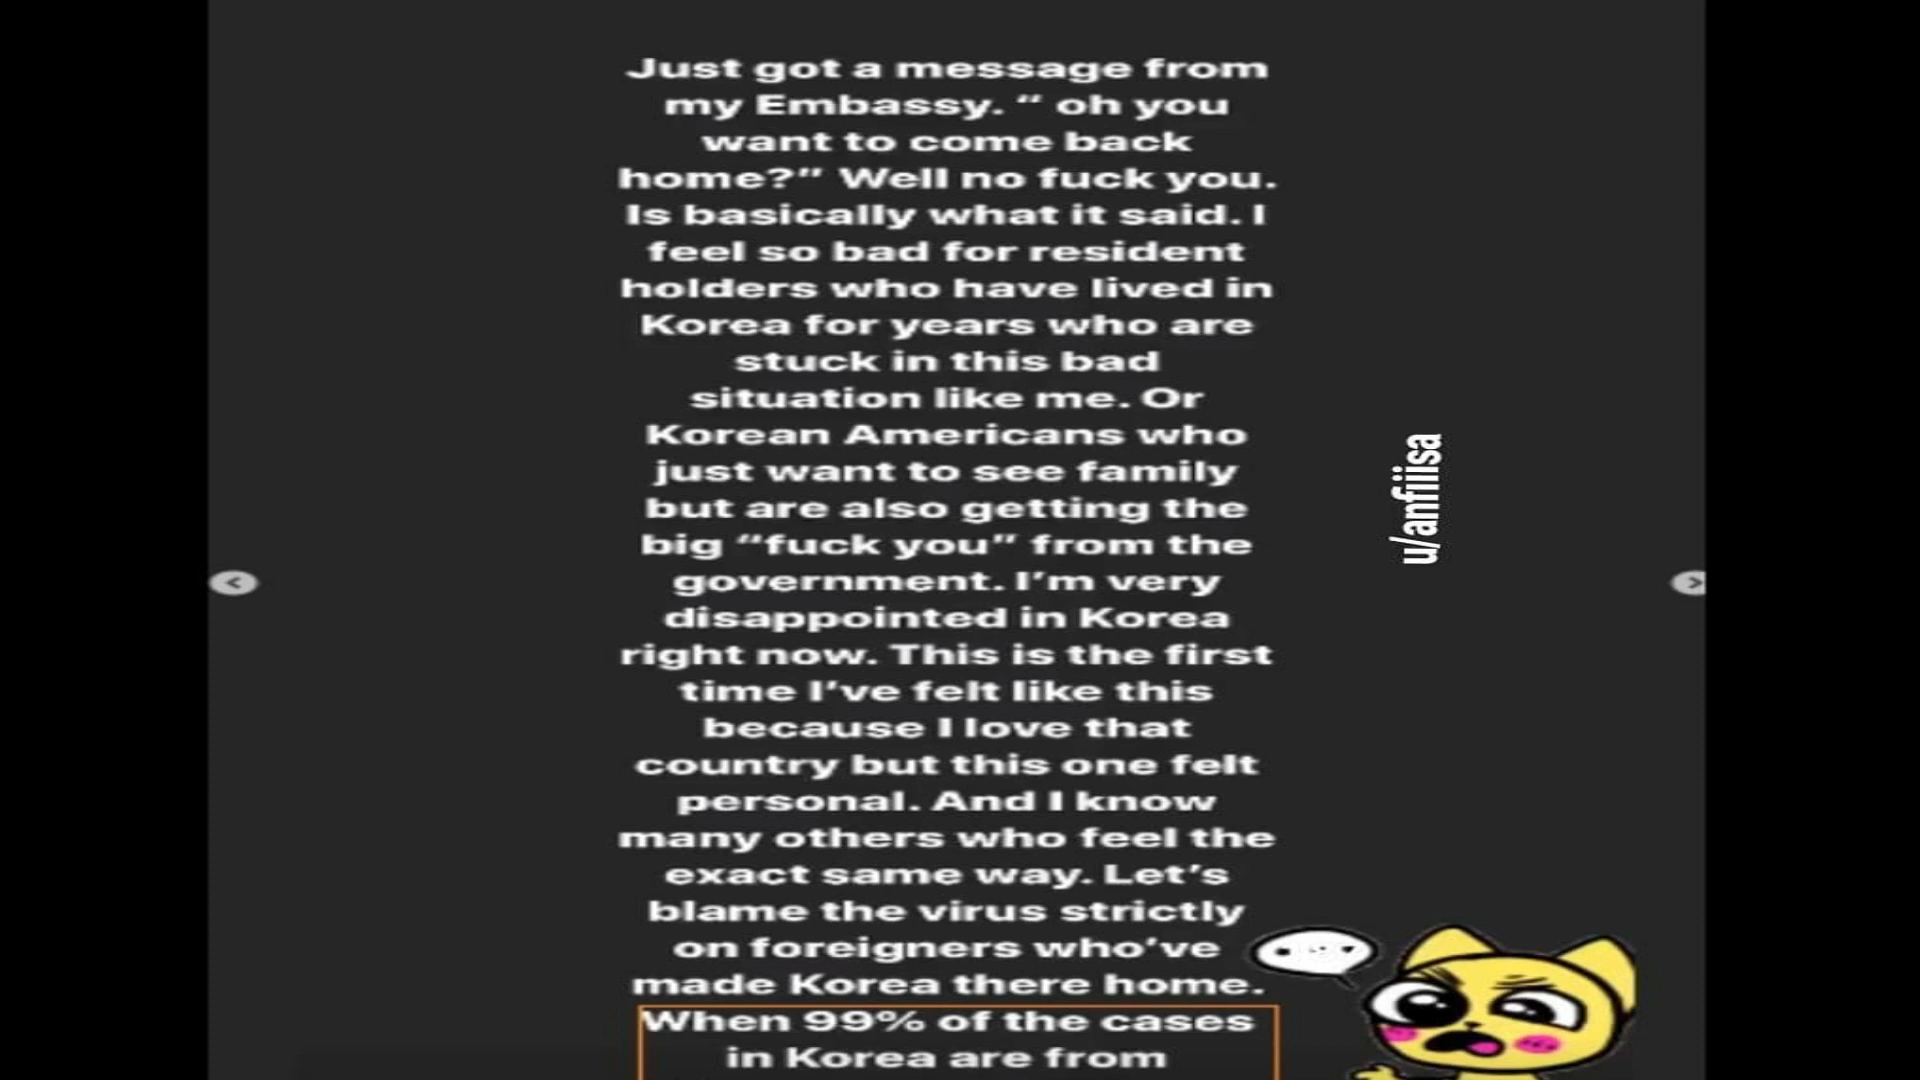 Just got a message from
my Embassy. “ oh you
want to come back
home?” Well no fuck you.
Is basically what it said. I
feel so bad for resident
holders who have lived in
Korea for years who are
stuck in this bad
situation like me. Or
Korean Americans who
just want to see family
but are also getting the
big “fuck you” from the
government. I’m very
disappointed in Korea
right now. This is the first
time I’ve felt like this
because I love that
country but this one felt
personal. And I know
many others who feel the
exact same way. Let’s
blame the virus strictly
on foreigners who’ve
made Korea there home.
When 99% of the cases
in Korea are from
u/anfiiisa